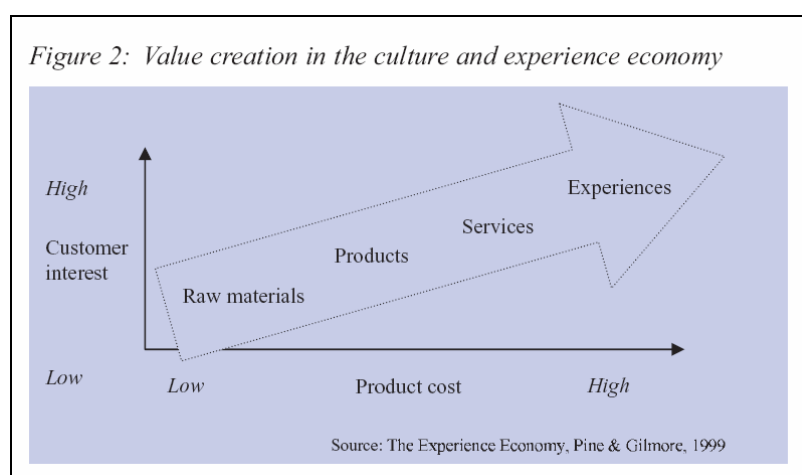 Figure 2: Value creation in the culture and experience economy
High
Experiences
Services
Customer
interest
Products
Raw materials
Low
Low
Product cost
High
Source: The Experience Economy, Pine & Gilmore, 1999